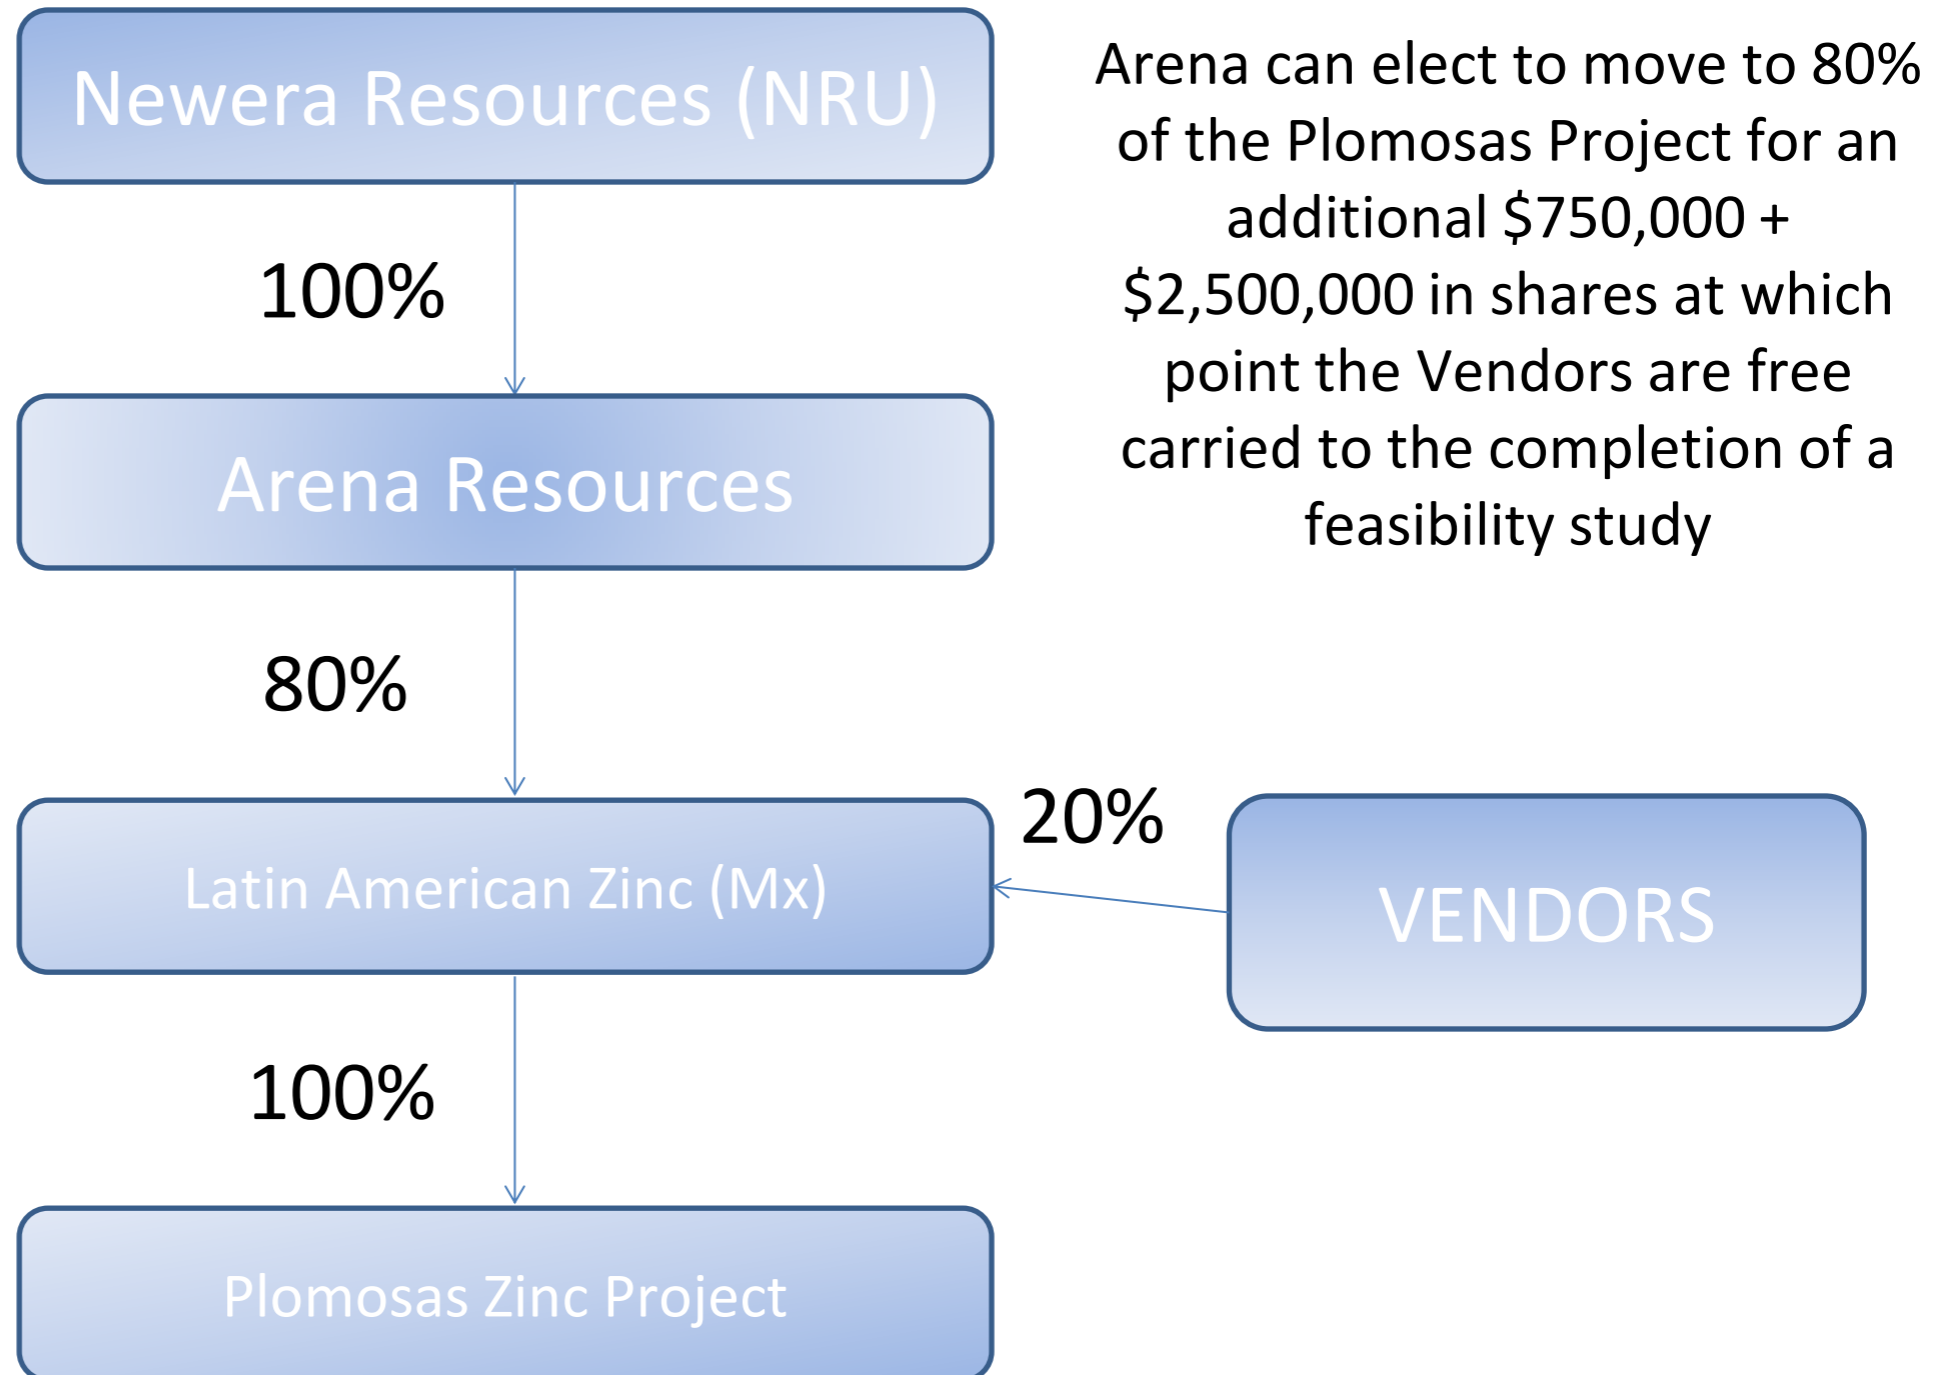 Newera Resources (NRU)
Arena can elect to move to 80%
of the Plomosas Project for an
additional $750,000 +
$2,500,000 in shares at which
point the Vendors are free
carried to the completion of a
feasibility study
100%
Arena Resources
80%
20%
Latin American Zinc (Mx)
VENDORS
100%
Plomosas Zinc Project